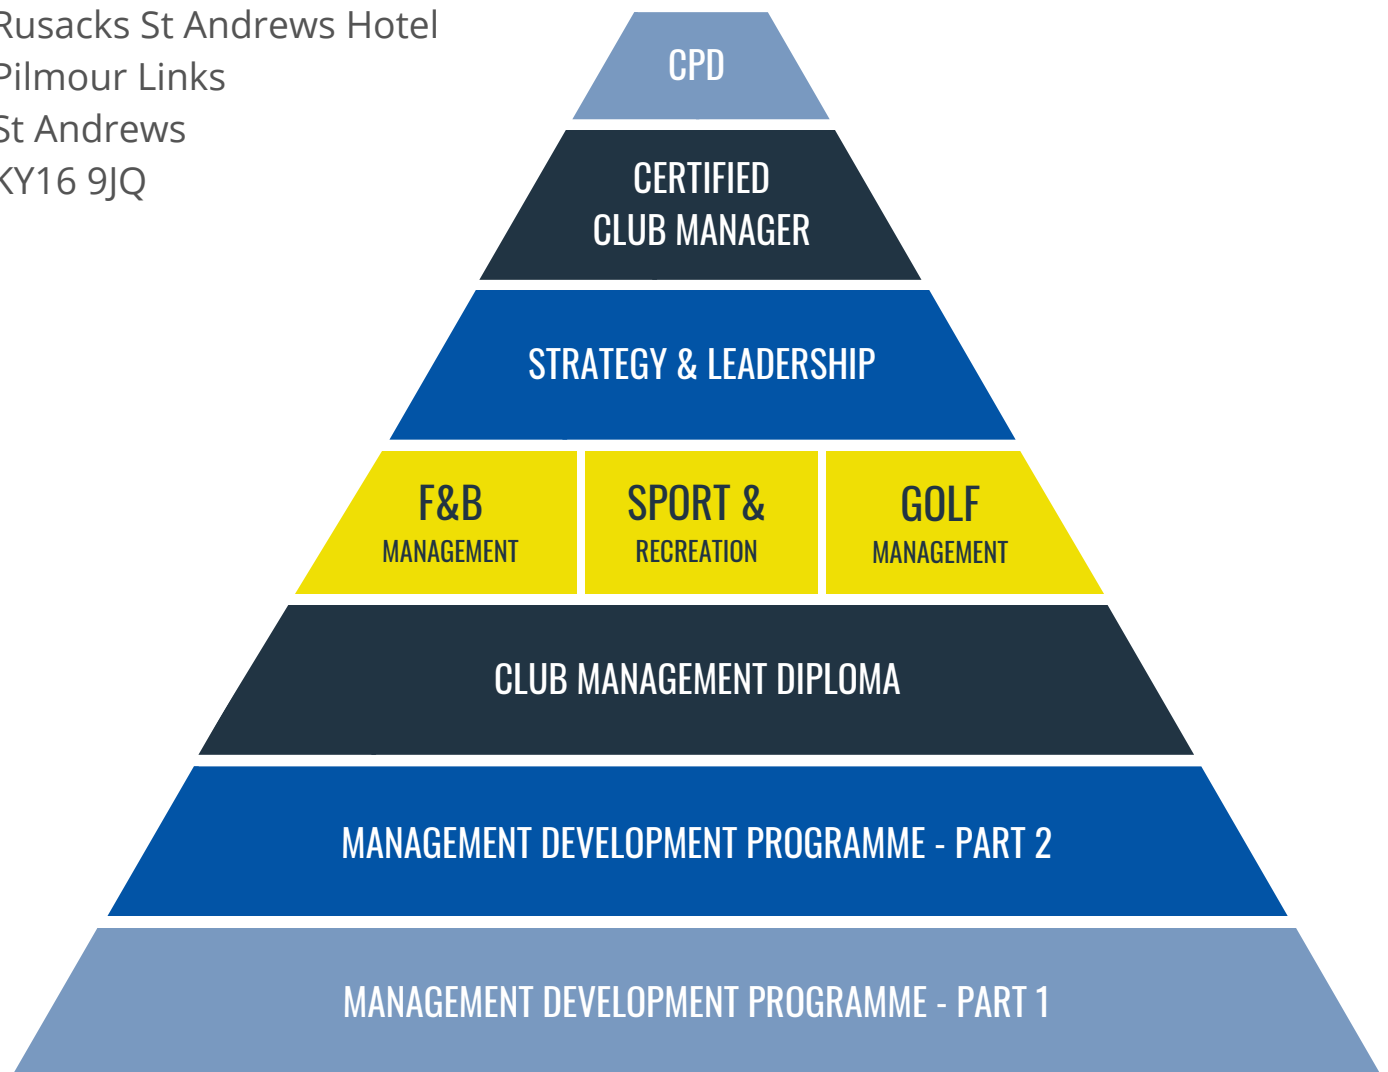 Rusacks St Andrews Hotel
Pilmour Links
St Andrews
KY16 9JQ
CPD
CERTIFIED
CLUB MANAGER
STRATEGY & LEADERSHIP
F&B
MANAGEMENT
SPORT &
RECREATION
GOLF
MANAGEMENT
CLUB MANAGEMENT DIPLOMA
MANAGEMENT DEVELOPMENT PROGRAMME - PART 2
MANAGEMENT DEVELOPMENT PROGRAMME - PART 1